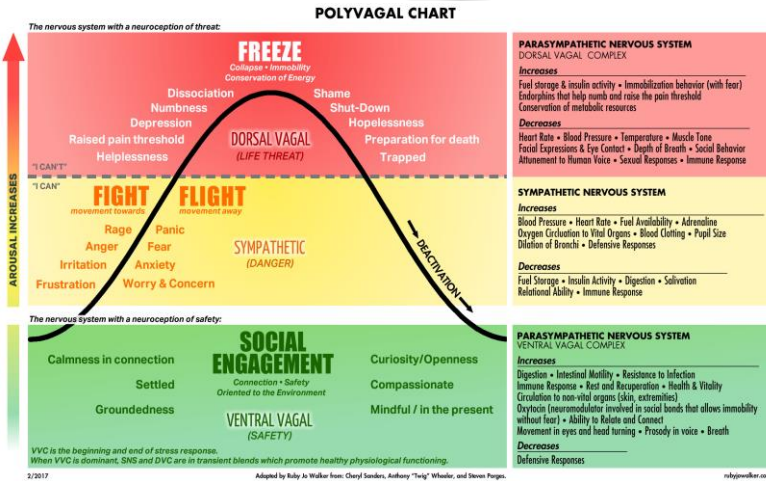 POLYVAGAL CHART
The nervous system with a neuroception of threat:
FREEZE
Collapse • Immobility
Conservation of Energy
Dissociation
Numbness
Depression
Raised pain threshold
Helplessness
Shame
Shut-Down
Hopelessness
Preparation for death
Trapped
DORSAL VAGAL
(LIFE THREAT)
"I CAN'T"
"I CAN"
AROUSAL INCREASES
FIGHT
movement towards
FLIGHT
movement away
Rage
Anger
Irritation
Frustration
Panic
Fear
Anxiety
Worry & Concern
SYMPATHETIC
(DANGER)
DEACTIVATION
The nervous system with a neuroception of safety:
SOCIAL
ENGAGEMENT
Connection • Safety
Oriented to the Environment
Calmness in connection
Settled
Groundedness
Curiosity/Openness
Compassionate
Mindful / in the present
VENTRAL VAGAL
(SAFETY)
VVC is the beginning and end of stress response.
When VVC is dominant, SNS and DVC are in transient blends which promote healthy physiological functioning.
PARASYMPATHETIC NERVOUS SYSTEM
DORSAL VAGAL COMPLEX
Increases
Fuel storage & insulin activity • Immobilization behavior (with fear)
Endorphins that help numb and raise the pain threshold
Conservation of metabolic resources
Decreases
Heart Rate • Blood Pressure • Temperature • Muscle Tone
Facial Expressions & Eye Contact • Depth of Breath • Social Behavior
Attunement to Human Voice • Sexual Responses • Immune Response
SYMPATHETIC NERVOUS SYSTEM
Increases
Blood Pressure • Heart Rate • Fuel Availability • Adrenaline
Oxygen Circluation to Vital Organs • Blood Clotting • Pupil Size
Dilation of Bronchi • Defensive Responses
Decreases
Fuel Storage • Insulin Activity • Digestion • Salivation
Relational Ability • Immune Response
PARASYMPATHETIC NERVOUS SYSTEM
VENTRAL VAGAL COMPLEX
Increases
Digestion • Intestinal Motility • Resistance to Infection
Immune Response • Rest and Recuperation • Health & Vitality
Circulation to non-vital organs (skin, extremities)
Oxytocin (neuromodulator involved in social bonds that allows immobility
without fear) • Ability to Relate and Connect
Movement in eyes and head turning • Prosody in voice • Breath
Decreases
Defensive Responses
2/2017
Adapted by Ruby Jo Walker from: Cheryl Sanders, Anthony "Twig" Wheeler, and Steven Porges.
rubyjowalker.co